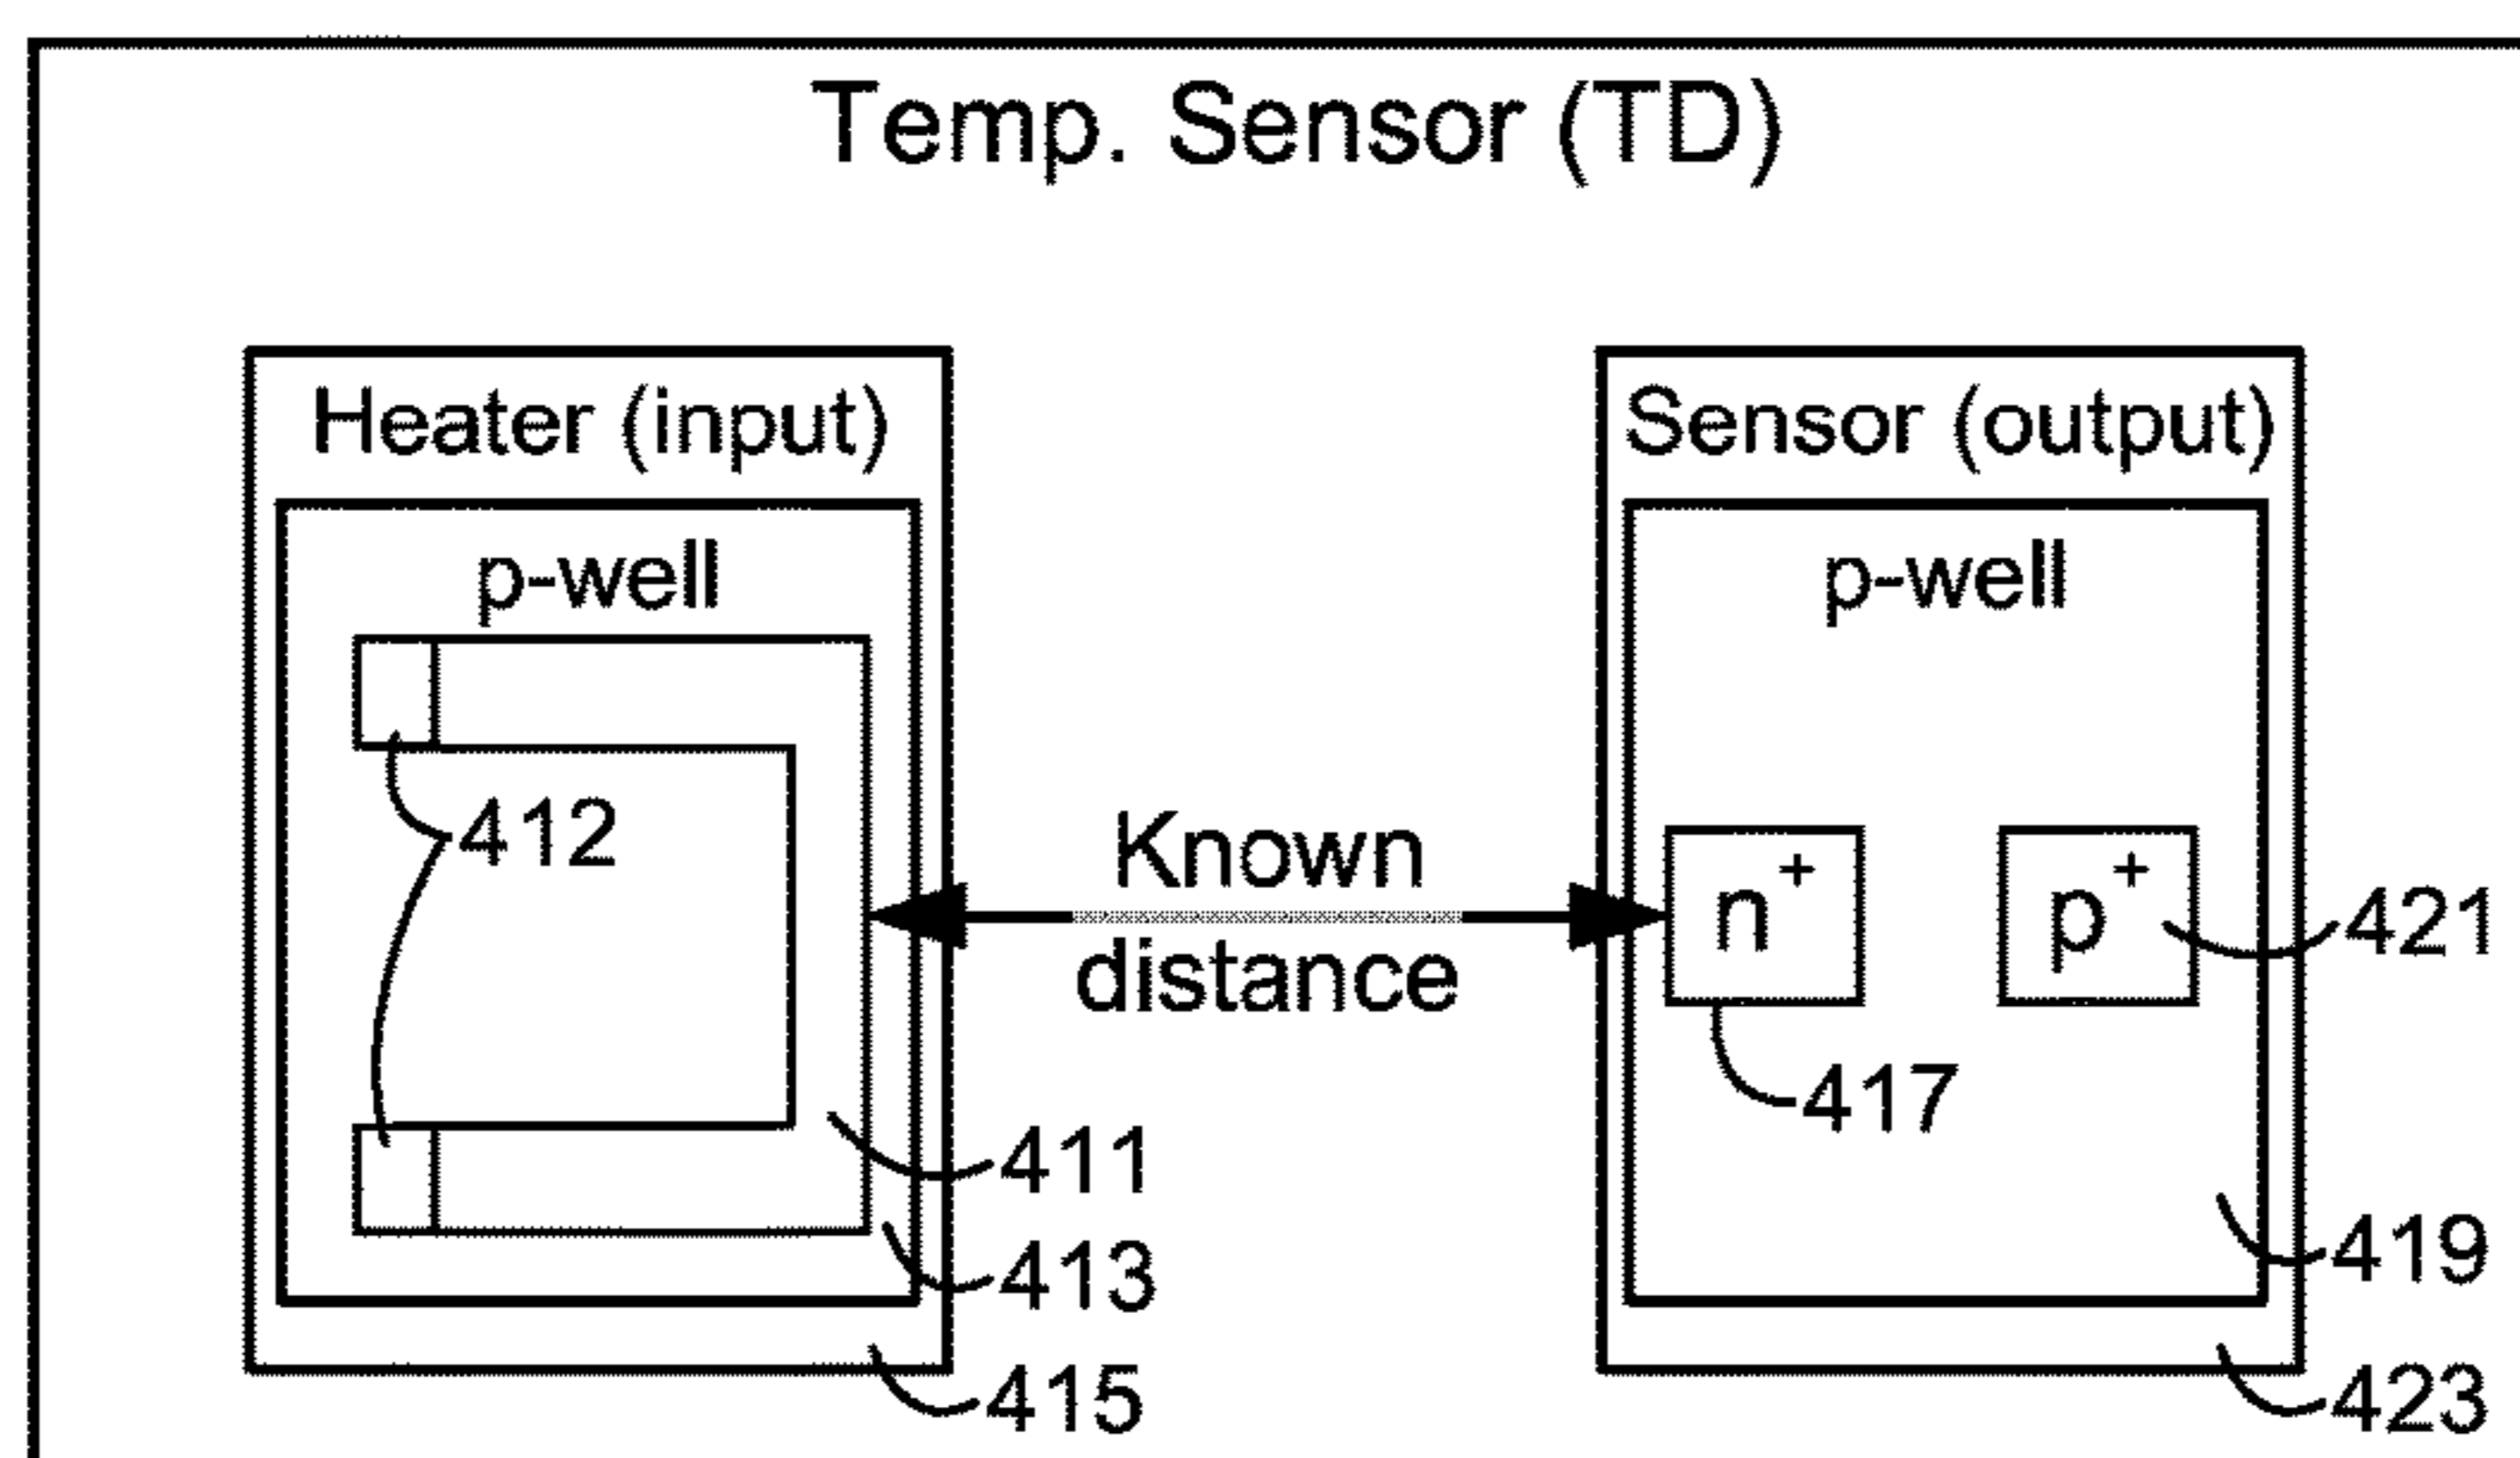 Temp. Sensor (TD)
Heater (input)
Sensor (output)
p-well
p-well
412
Known
distance
n+
p+
421
417
411
413
419
415
423